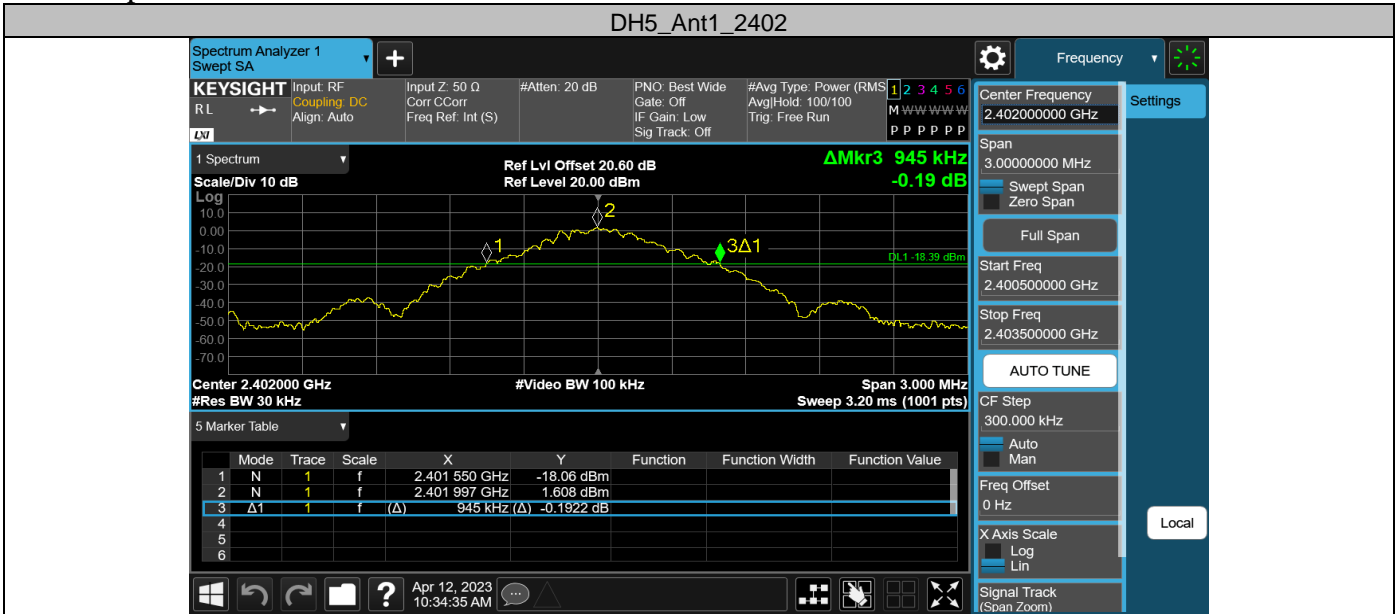 DH5_Ant1_2402
Spectrum Analyzer 1
Swept SA
Frequency
KEYSIGHT
RL
LXI
Input: RF
Coupling: DC
Align: Auto
Input Z: 50 Ω
Corr CCorr
Freq Ref: Int (S)
#Atten: 20 dB
PNO: Best Wide
Gate: Off
IF Gain: Low
Sig Track: Off
#Avg Type: Power (RMS
Avg|Hold: 100/100
Trig: Free Run
1 2 3 4 5 6
M W W W W W
P P P P P P
1 Spectrum
Scale/Div 10 dB
Ref Lvl Offset 20.60 dB
Ref Level 20.00 dBm
ΔMkr3 945 kHz
-0.19 dB
Log
10.0
0.00
-10.0
-20.0
-30.0
-40.0
-50.0
-60.0
-70.0
1
2
3Δ1
DL1 -18.39 dBm
Center 2.402000 GHz
#Video BW 100 kHz
Span 3.000 MHz
#Res BW 30 kHz
Sweep 3.20 ms (1001 pts)
5 Marker Table
Mode Trace Scale X Y Function Function Width Function Value
1 N 1 f 2.401 550 GHz -18.06 dBm
2 N 1 f 2.401 997 GHz 1.608 dBm
3 Δ1 1 f (Δ) 945 kHz (Δ) -0.1922 dB
4
5
6
?
Apr 12, 2023
10:34:35 AM
Center Frequency
2.402000000 GHz
Span
3.00000000 MHz
Swept Span
Zero Span
Full Span
Start Freq
2.400500000 GHz
Stop Freq
2.403500000 GHz
AUTO TUNE
CF Step
300.000 kHz
Auto
Man
Freq Offset
0 Hz
X Axis Scale
Log
Lin
Signal Track
(Span Zoom)
Settings
Local